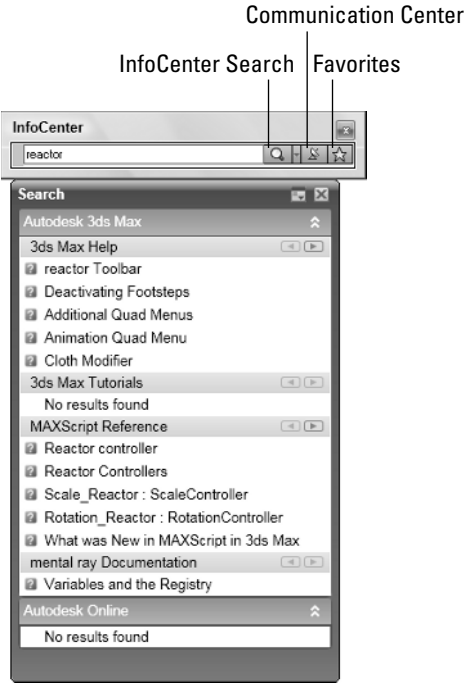 Communication Center
InfoCenter Search Favorites
InfoCenter
reactor
Search
Autodesk 3ds Max
3ds Max Help
reactor Toolbar
Deactivating Footsteps
Additional Quad Menus
Animation Quad Menu
Cloth Modifier
3ds Max Tutorials
No results found
MAXScript Reference
Reactor controller
Reactor Controllers
Scale_Reactor : ScaleController
Rotation_Reactor : RotationController
What was New in MAXScript in 3ds Max
mental ray Documentation
Variables and the Registry
Autodesk Online
No results found